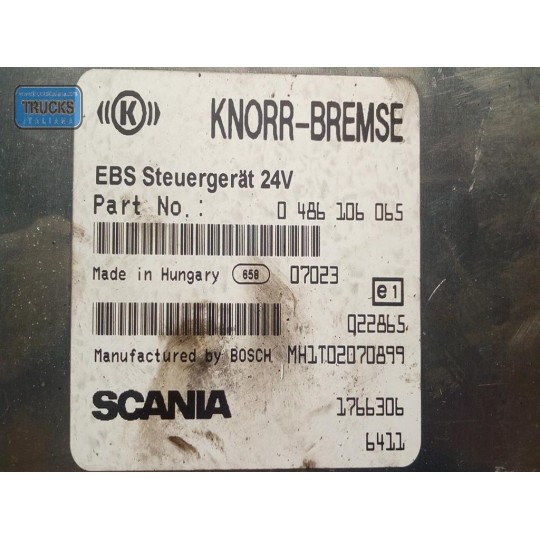 TRUCKS
ITALIANA
K
KNORR-BREMSE
EBS Steuergerät 24V
Part No.: 0 486 106 065
Made in Hungary 658 07023
e1
Q22865
Manufactured by BOSCH MH1T02070899
SCANIA 1766306
6411